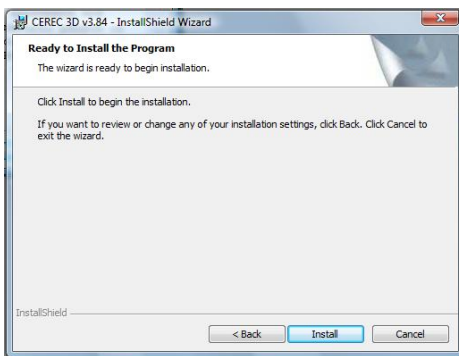 CEREC 3D v3.84 - InstallShield Wizard
Ready to Install the Program
The wizard is ready to begin installation.
Click Install to begin the installation.
If you want to review or change any of your installation settings, click Back. Click Cancel to
exit the wizard.
InstallShield
< Back
Install
Cancel